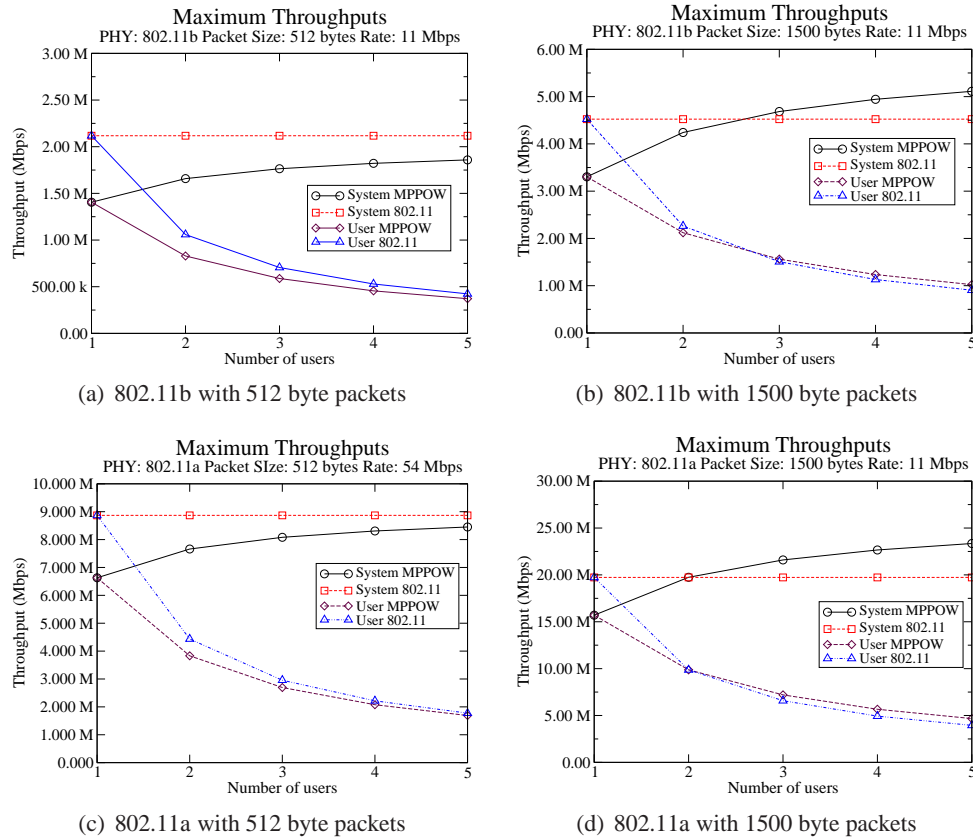 Maximum Throughputs
PHY: 802.11b Packet Size: 512 bytes Rate: 11 Mbps
3.00 M
2.50 M
2.00 M
1.50 M
1.00 M
500.00 k
0.00
Throughput (Mbps)
System MPPOW
System 802.11
User MPPOW
User 802.11
1 2 3 4 5
Number of users
(a) 802.11b with 512 byte packets
Maximum Throughputs
PHY: 802.11b Packet Size: 1500 bytes Rate: 11 Mbps
6.00 M
5.00 M
4.00 M
3.00 M
2.00 M
1.00 M
0.00
Throughput (Mbps)
System MPPOW
System 802.11
User MPPOW
User 802.11
1 2 3 4 5
Number of users
(b) 802.11b with 1500 byte packets
Maximum Throughputs
PHY: 802.11a Packet SIze: 512 bytes Rate: 54 Mbps
10.000 M
9.000 M
8.000 M
7.000 M
6.000 M
5.000 M
4.000 M
3.000 M
2.000 M
1.000 M
0.000
Throughput (Mbps)
System MPPOW
System 802.11
User MPPOW
User 802.11
1 2 3 4 5
Number of users
(c) 802.11a with 512 byte packets
Maximum Throughputs
PHY: 802.11a Packet Size: 1500 bytes Rate: 11 Mbps
30.00 M
25.00 M
20.00 M
15.00 M
10.00 M
5.00 M
0.00
Throughput (Mbps)
System MPPOW
System 802.11
User MPPOW
User 802.11
1 2 3 4 5
Number of users
(d) 802.11a with 1500 byte packets